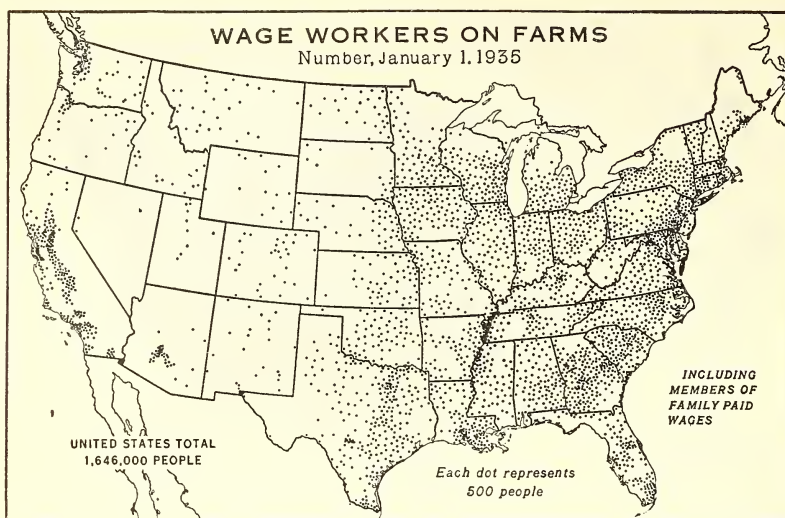 WAGE WORKERS ON FARMS
Number, January 1, 1935
INCLUDING
MEMBERS OF
FAMILY PAID
WAGES
UNITED STATES TOTAL
1,646,000 PEOPLE
Each dot represents
500 people